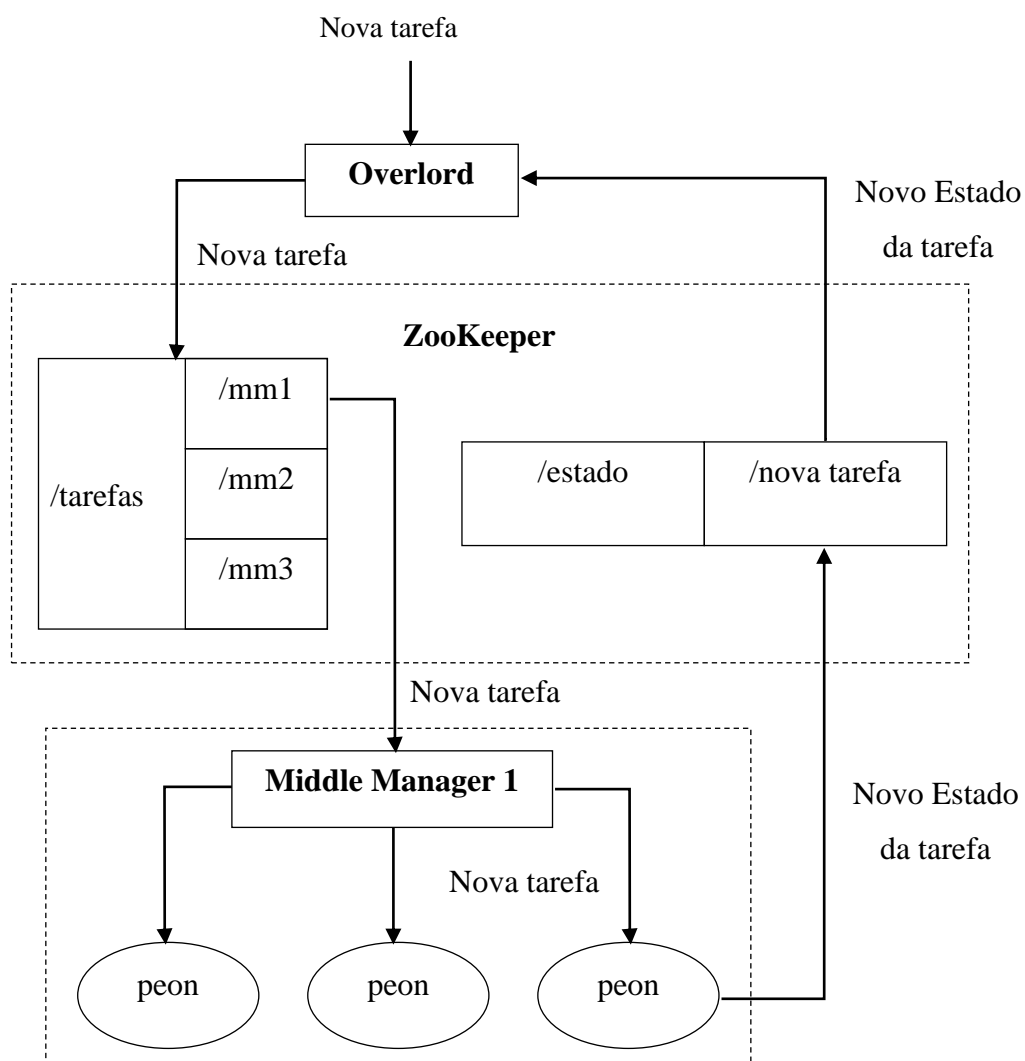 Nova tarefa
Overlord
Novo Estado
da tarefa
Nova tarefa
ZooKeeper
/mm1
/tarefas
/mm2
/mm3
/estado
/nova tarefa
Nova tarefa
Middle Manager 1
Novo Estado
da tarefa
Nova tarefa
peon
peon
peon